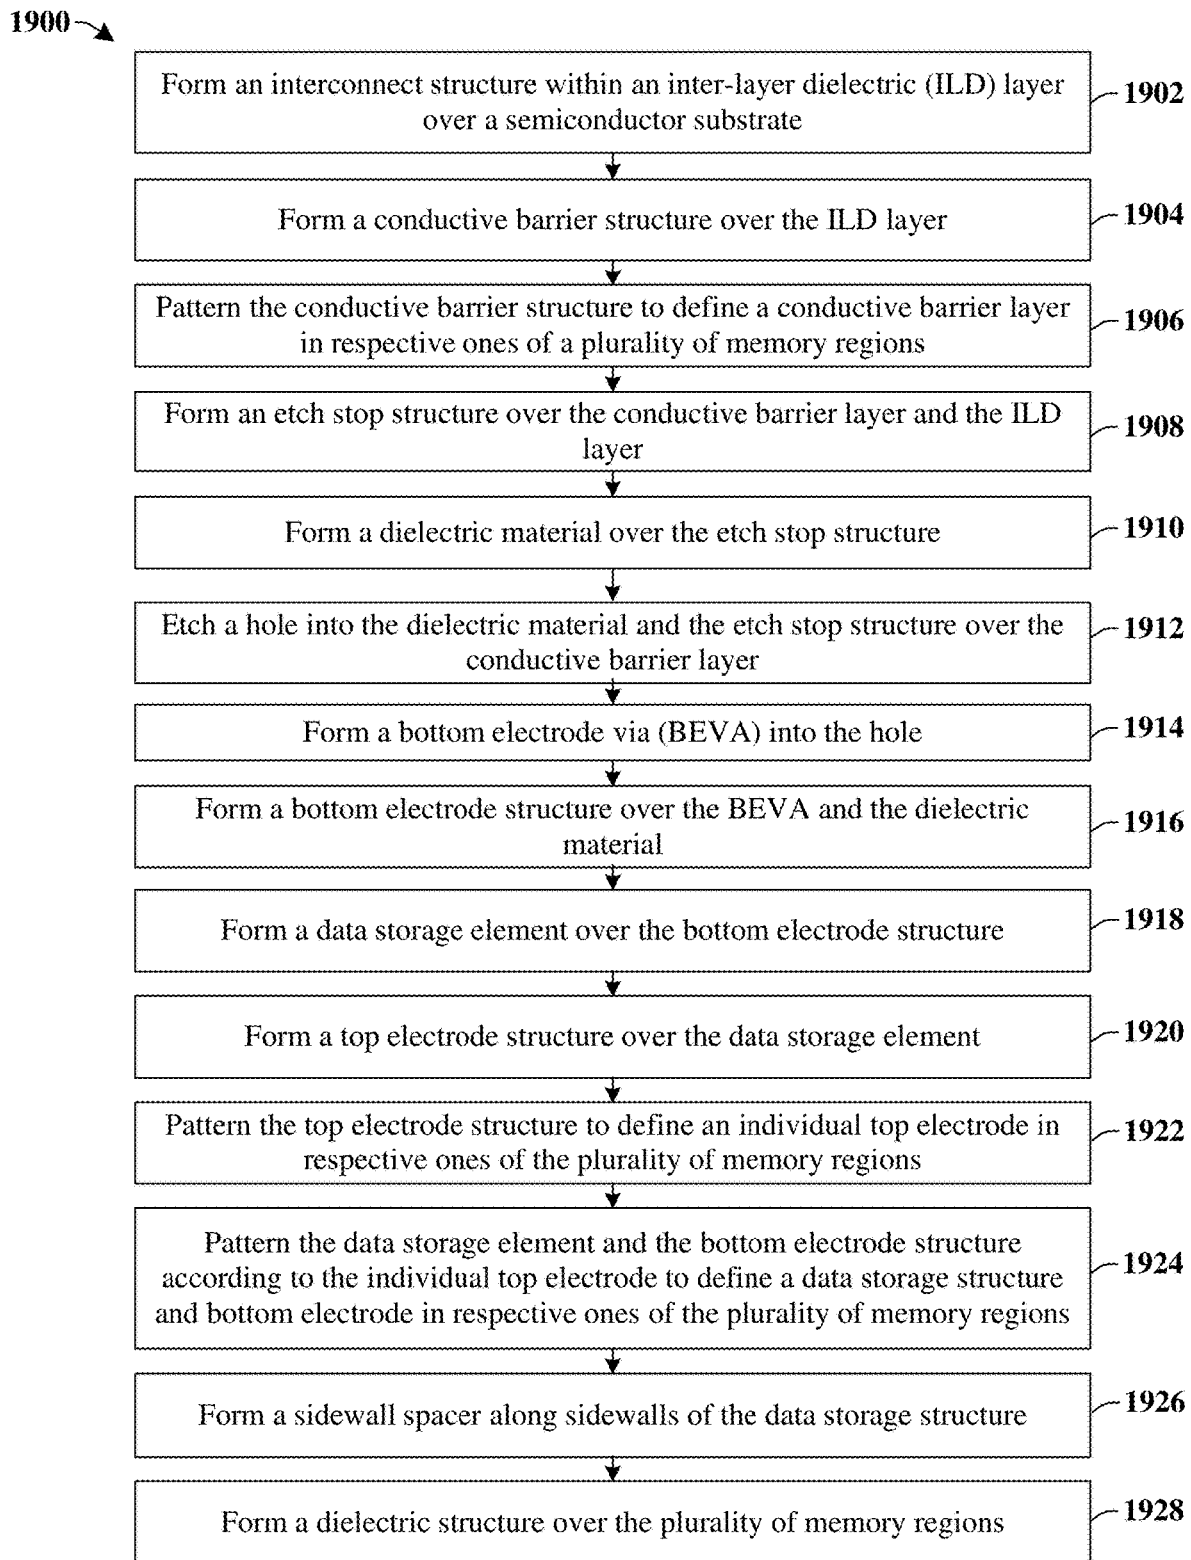 1900
Form an interconnect structure within an inter-layer dielectric (ILD) layer
over a semiconductor substrate
1902
Form a conductive barrier structure over the ILD layer
1904
Pattern the conductive barrier structure to define a conductive barrier layer
in respective ones of a plurality of memory regions
1906
Form an etch stop structure over the conductive barrier layer and the ILD
layer
1908
Form a dielectric material over the etch stop structure
1910
Etch a hole into the dielectric material and the etch stop structure over the
conductive barrier layer
1912
Form a bottom electrode via (BEVA) into the hole
1914
Form a bottom electrode structure over the BEVA and the dielectric
material
1916
Form a data storage element over the bottom electrode structure
1918
Form a top electrode structure over the data storage element
1920
Pattern the top electrode structure to define an individual top electrode in
respective ones of the plurality of memory regions
1922
Pattern the data storage element and the bottom electrode structure
according to the individual top electrode to define a data storage structure
and bottom electrode in respective ones of the plurality of memory regions
1924
Form a sidewall spacer along sidewalls of the data storage structure
1926
Form a dielectric structure over the plurality of memory regions
1928